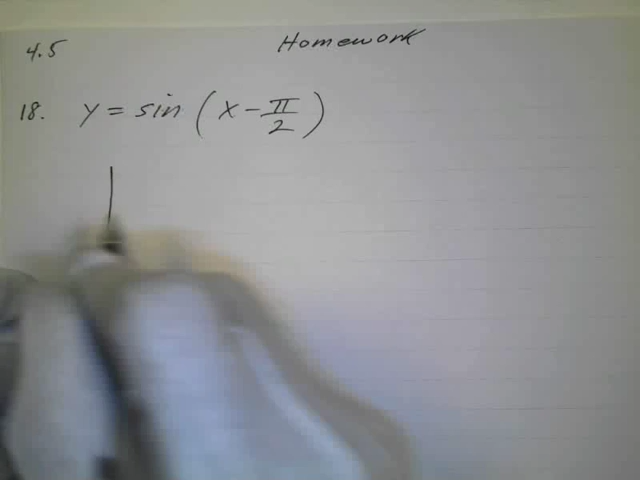 4.5 Homework
18. y = sin (x - π/2)